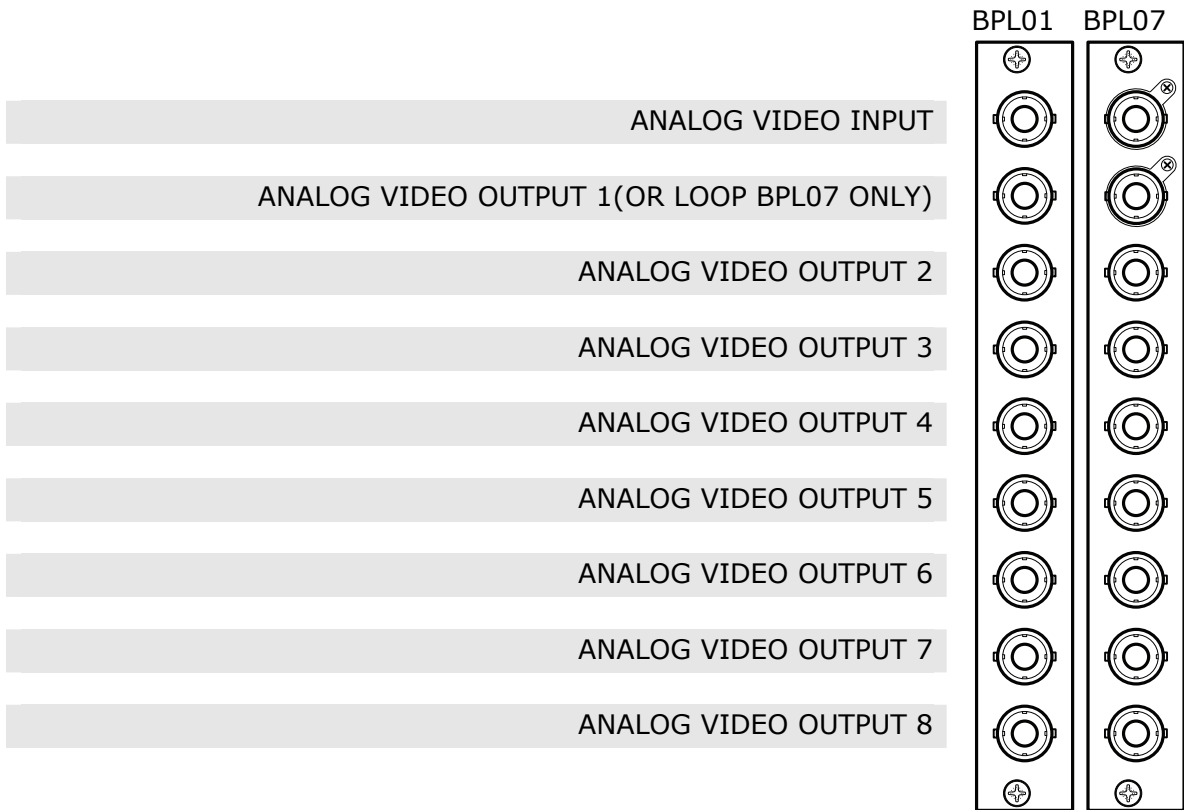 BPL01 BPL07
ANALOG VIDEO INPUT
ANALOG VIDEO OUTPUT 1(OR LOOP BPL07 ONLY)
ANALOG VIDEO OUTPUT 2
ANALOG VIDEO OUTPUT 3
ANALOG VIDEO OUTPUT 4
ANALOG VIDEO OUTPUT 5
ANALOG VIDEO OUTPUT 6
ANALOG VIDEO OUTPUT 7
ANALOG VIDEO OUTPUT 8